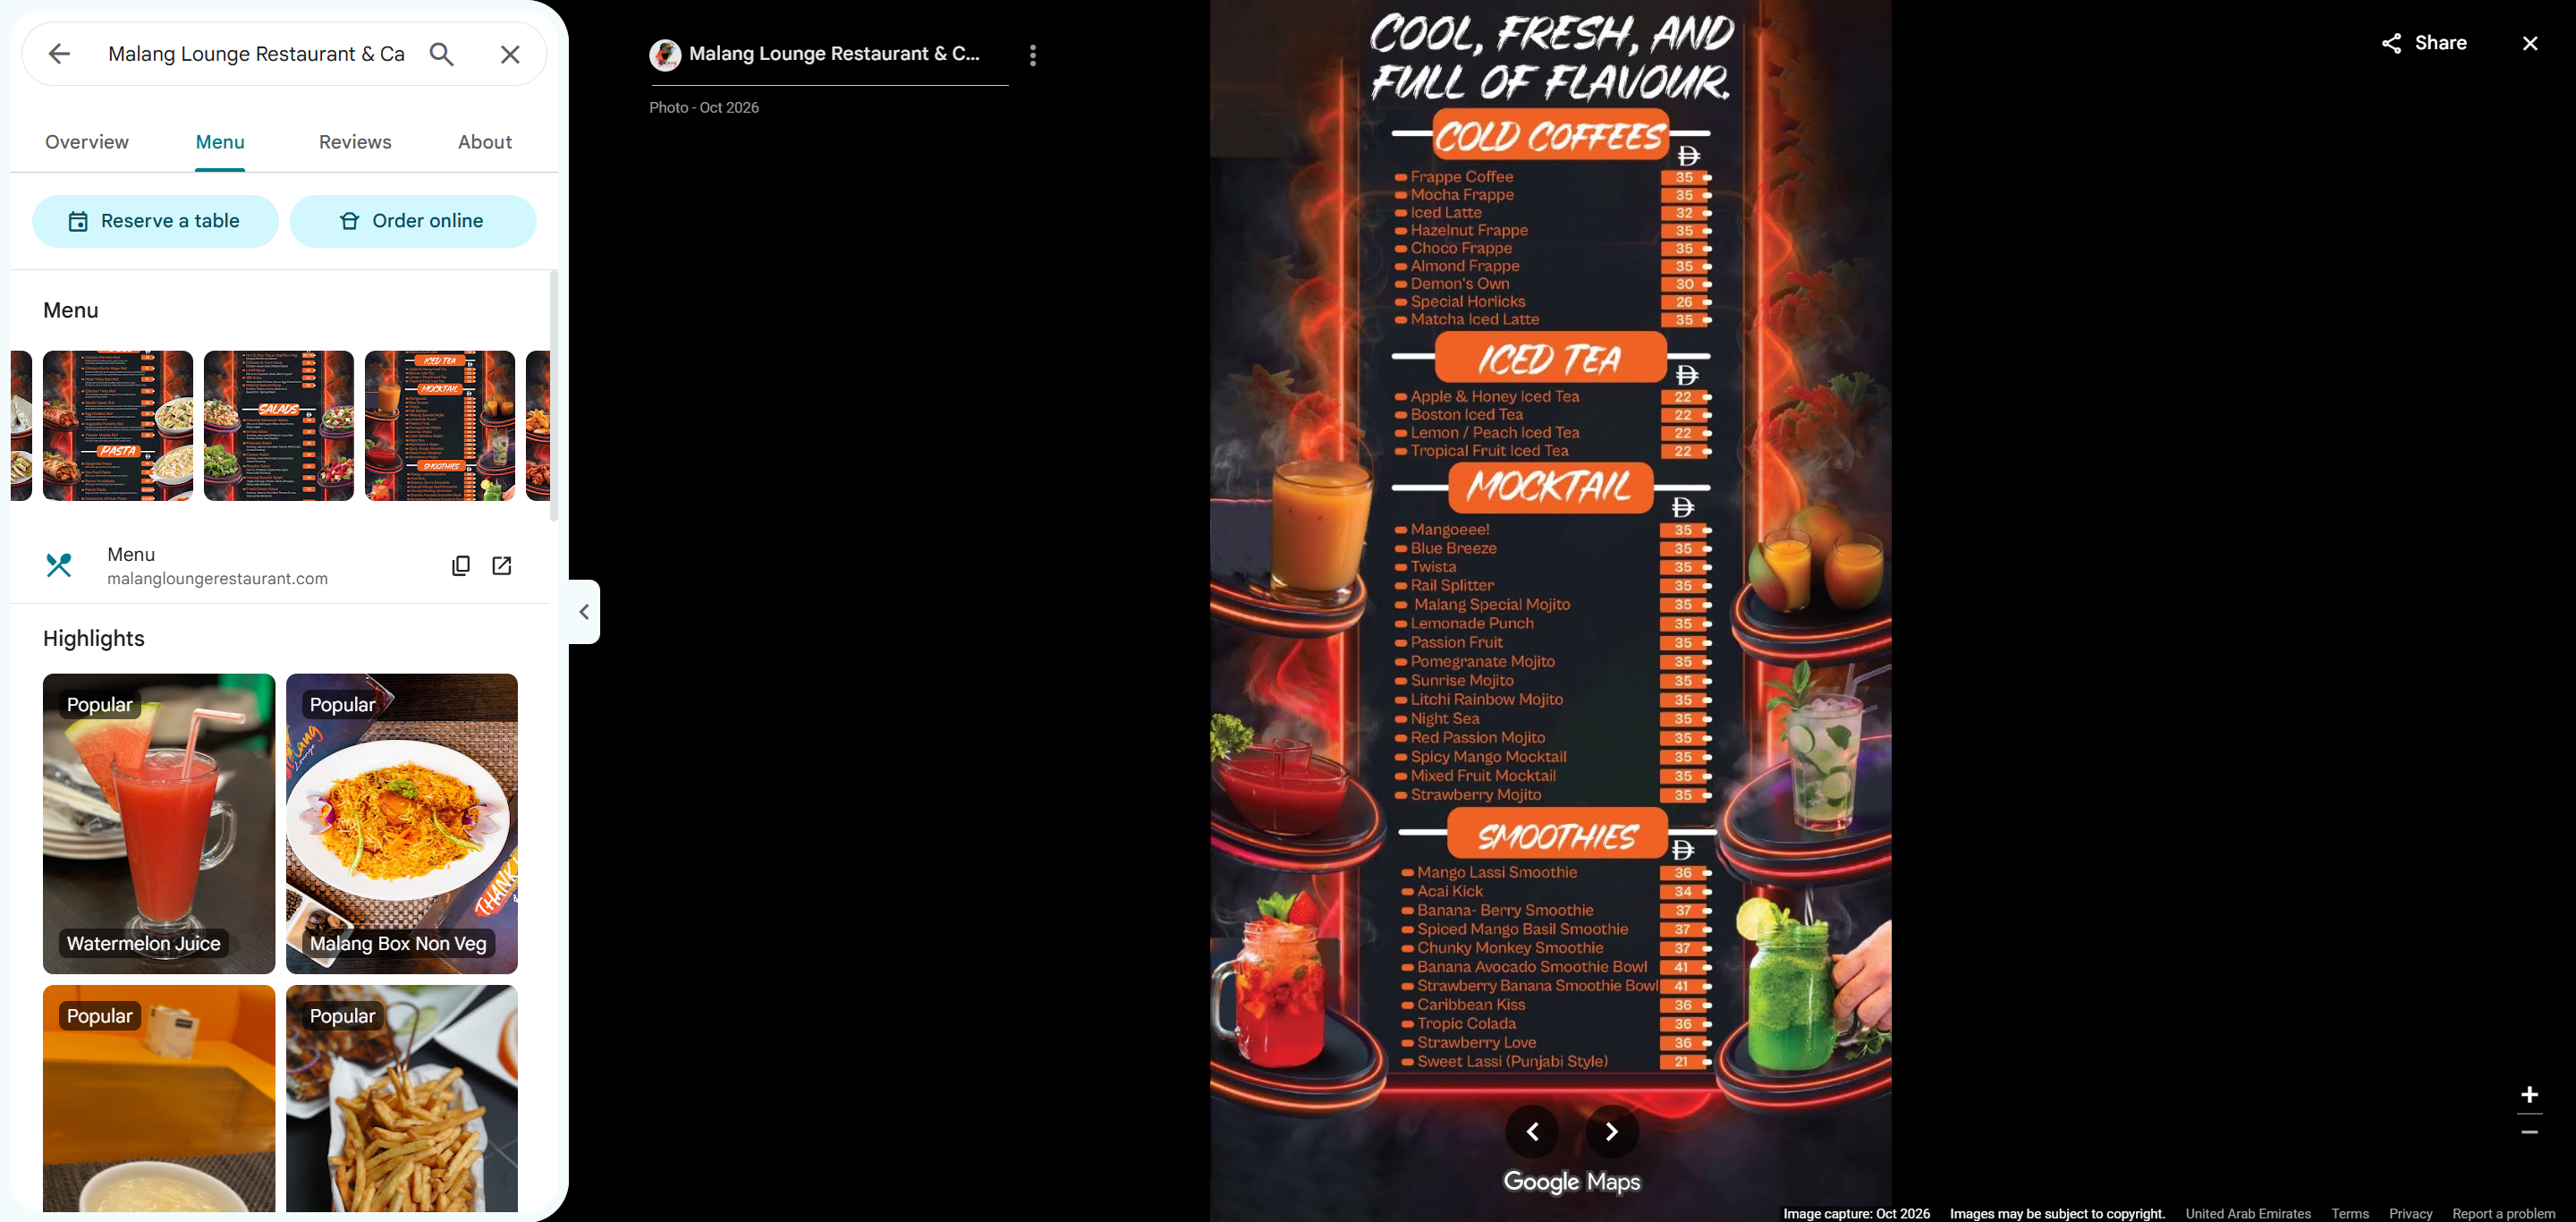 Malang Lounge Restaurant & Ca
Overview
Menu
Reviews
About
Reserve a table
Order online
Menu
PASTA
SALADS
ICED TEA
MOCKTAIL
SMOOTHIES
Menu
malangloungerestaurant.com
Highlights
Popular
Watermelon Juice
Popular
Malang Box Non Veg
Popular
Popular
Malang Lounge Restaurant & C...
Photo - Oct 2026
Share
COOL, FRESH, AND
FULL OF FLAVOUR.
COLD COFFEES
Frappe Coffee 35
Mocha Frappe 35
Iced Latte 32
Hazelnut Frappe 35
Choco Frappe 35
Almond Frappe 35
Demon's Own 30
Special Horlicks 26
Matcha Iced Latte 35
ICED TEA
Apple & Honey Iced Tea 22
Boston Iced Tea 22
Lemon / Peach Iced Tea 22
Tropical Fruit Iced Tea 22
MOCKTAIL
Mangoeee! 35
Blue Breeze 35
Twista 35
Rail Splitter 35
Malang Special Mojito 35
Lemonade Punch 35
Passion Fruit 35
Pomegranate Mojito 35
Sunrise Mojito 35
Litchi Rainbow Mojito 35
Night Sea 35
Red Passion Mojito 35
Spicy Mango Mocktail 35
Mixed Fruit Mocktail 35
Strawberry Mojito 35
SMOOTHIES
Mango Lassi Smoothie 36
Acai Kick 34
Banana- Berry Smoothie 37
Spiced Mango Basil Smoothie 37
Chunky Monkey Smoothie 37
Banana Avocado Smoothie Bowl 41
Strawberry Banana Smoothie Bowl 41
Caribbean Kiss 36
Tropic Colada 36
Strawberry Love 36
Sweet Lassi (Punjabi Style) 21
Google Maps
Image capture: Oct 2026 Images may be subject to copyright. United Arab Emirates Terms Privacy Report a problem